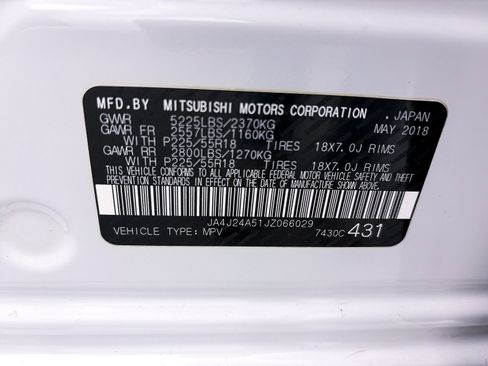 MFD.BY MITSUBISHI MOTORS CORPORATION . JAPAN
GVWR 5225LBS/2370KG MAY 2018
GAWR FR 2557LBS/1160KG
WITH P225/55R18 TIRES 18X7.0J RIMS
GAWR RR 2800LBS/1270KG
WITH P225/55R18 TIRES 18X7.0J RIMS
THIS VEHICLE CONFORMS TO ALL APPLICABLE FEDERAL MOTOR VEHICLE SAFETY AND THEFT
PREVENTION STANDARDS IN EFFECT ON THE DATE OF MANUFACTURE SHOWN ABOVE.
JA4J24A51JZ066029
VEHICLE TYPE: MPV 7430C 431